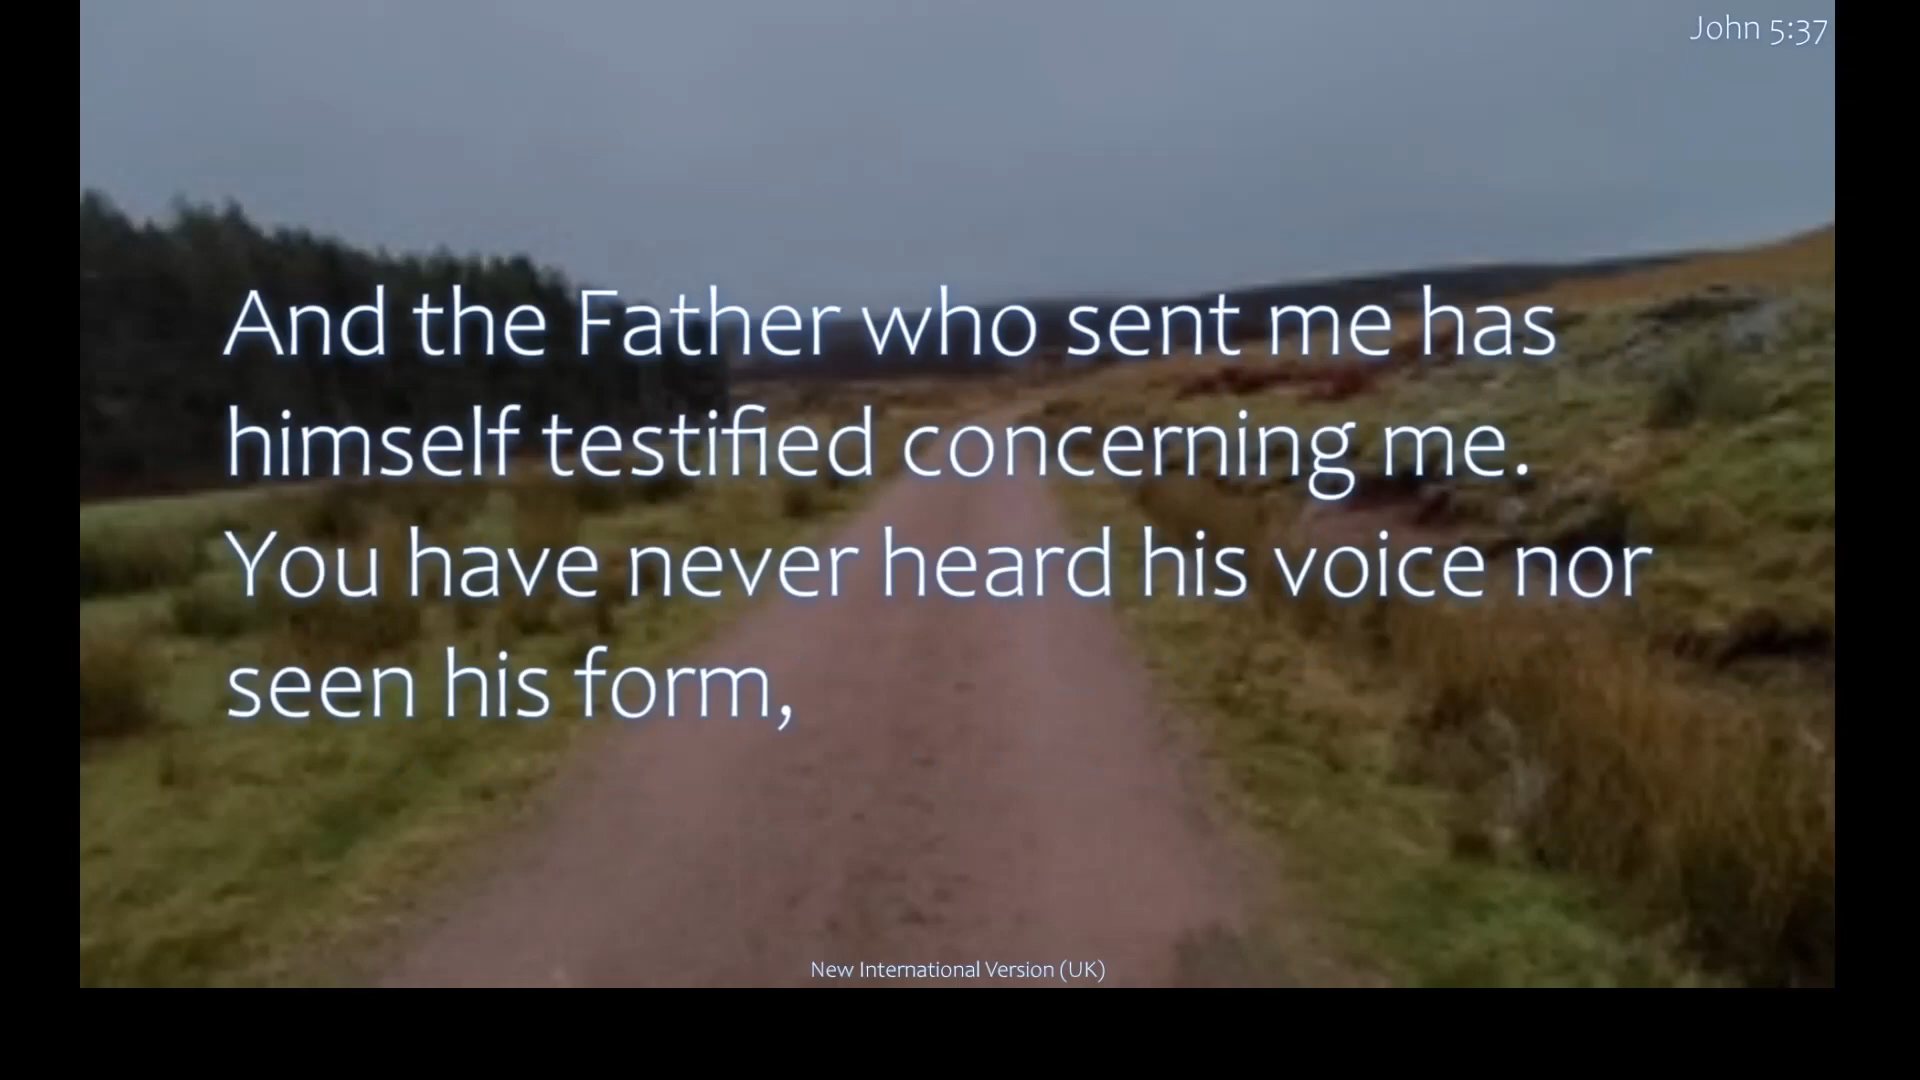 John 5:37
And the Father who sent me has
himself testified concerning me.
You have never heard his voice nor
seen his form,
New International Version (UK)